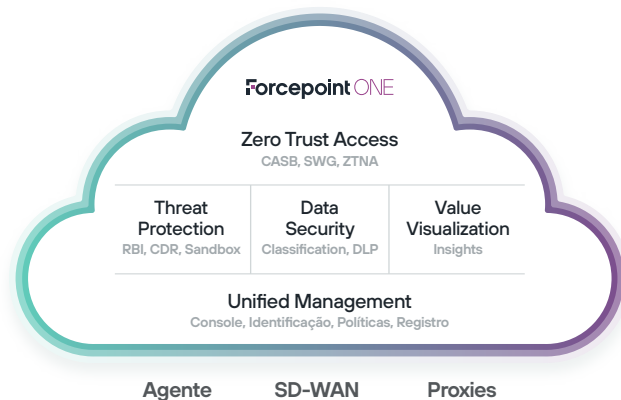 Forcepoint ONE
Zero Trust Access
CASB, SWG, ZTNA
Threat
Protection
RBI, CDR, Sandbox
Data
Security
Classification, DLP
Value
Visualization
Insights
Unified Management
Console, Identificação, Políticas, Registro
Agente
SD-WAN
Proxies